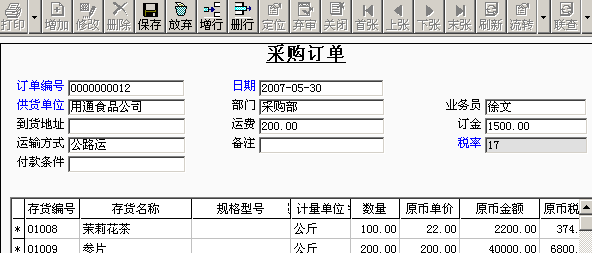 打印 增加 修改 删除 保存 放弃 增行 删行 定位 弃审 关闭 首张 上张 下张 末张 刷新 流转 联查
采购订单
订单编号 0000000012 日期 2007-05-30
供货单位 用通食品公司 部门 采购部 业务员 徐文
到货地址 运费 200.00 订金 1500.00
运输方式 公路运 备注 税率 17
付款条件
存货编号 存货名称 规格型号 计量单位 数量 原币单价 原币金额 原币税
* 01008 茉莉花茶 公斤 100.00 22.00 2200.00 374.
* 01009 参片 公斤 200.00 200.00 40000.00 6800.